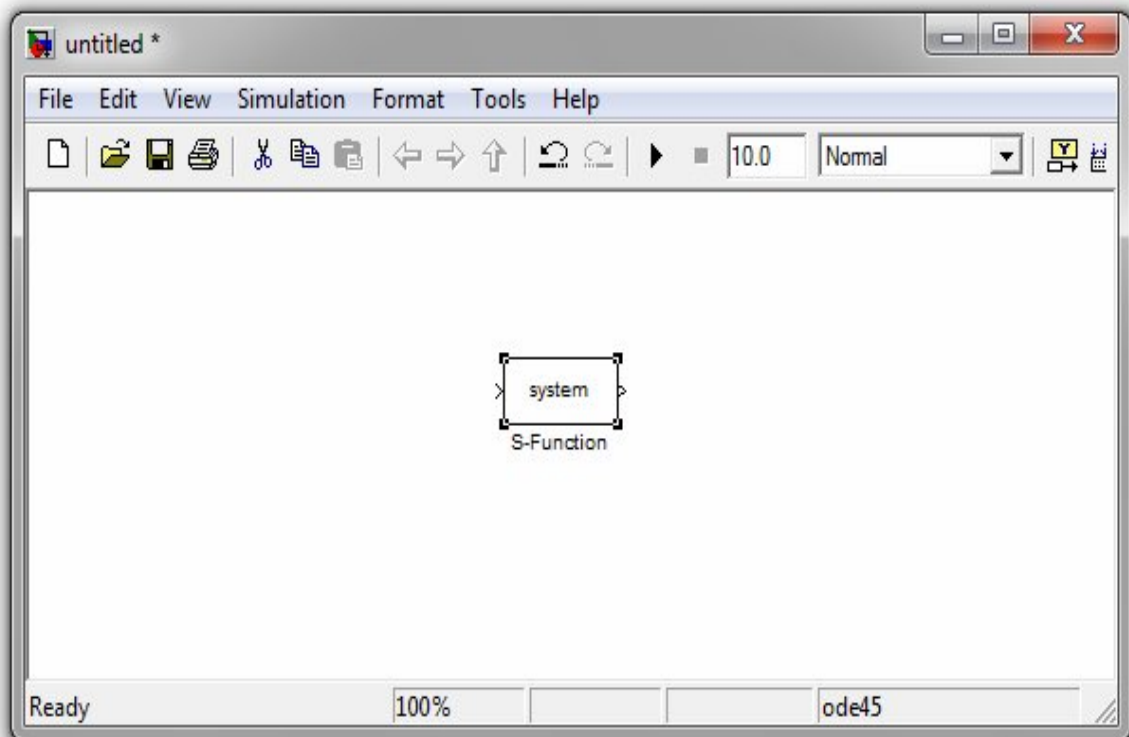 untitled *
File Edit View Simulation Format Tools Help
10.0 Normal
system
S-Function
Ready 100% ode45